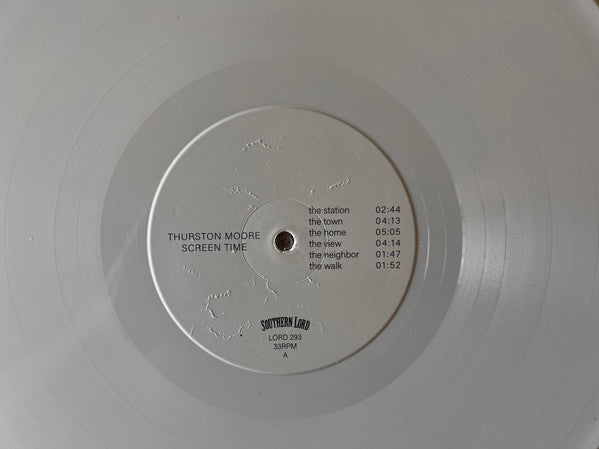 THURSTON MOORE
SCREEN TIME
the station 02:44
the town 04:13
the home 05:05
the view 04:14
the neighbor 01:47
the walk 01:52
SOUTHERN LORD
LORD 293
33RPM
A